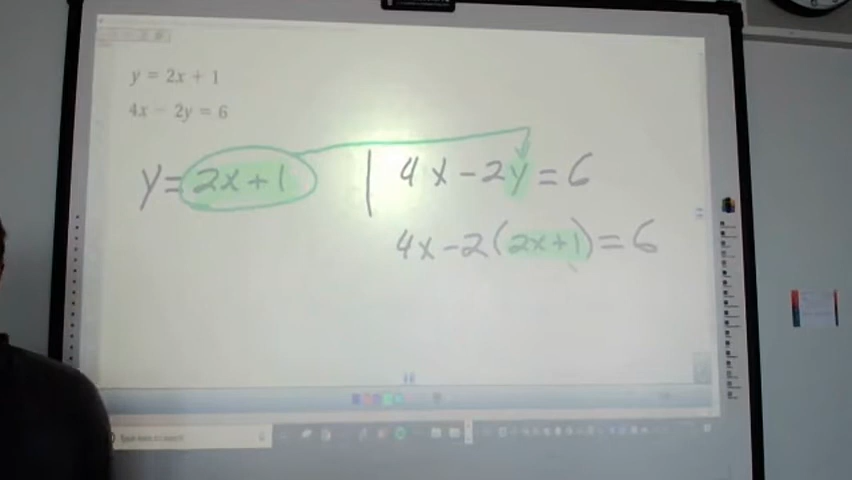 y = 2x + 1
4x - 2y = 6
y = 2x + 1 | 4x - 2y = 6
4x - 2(2x + 1) = 6